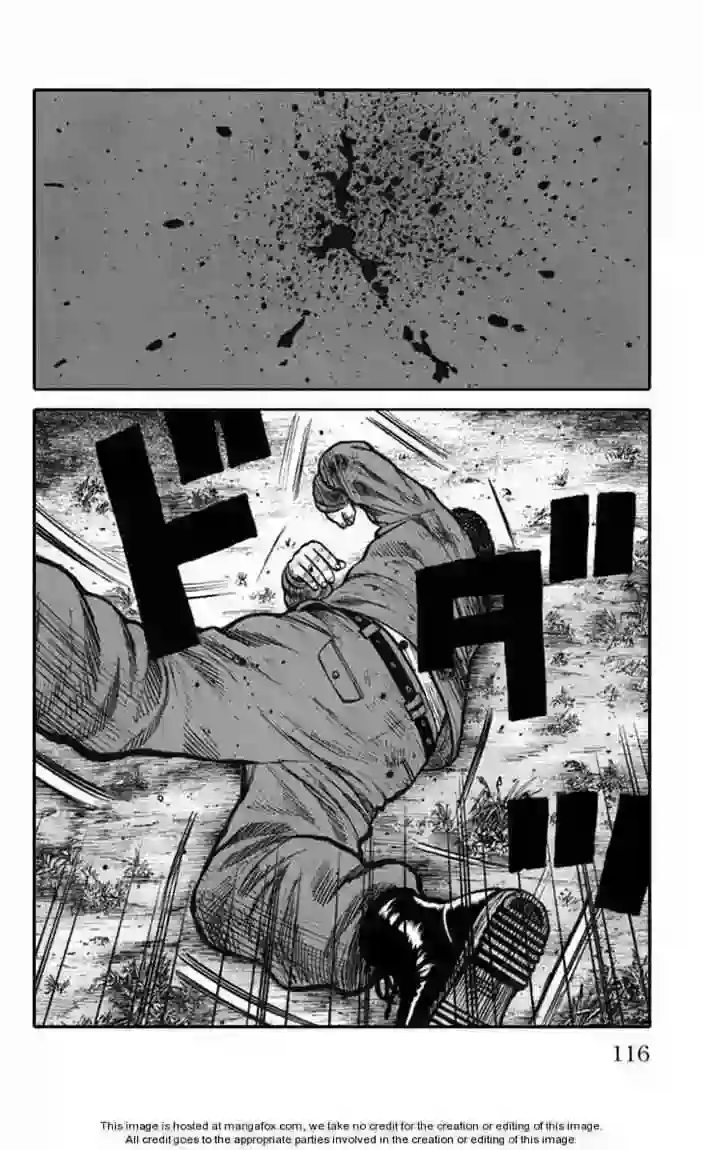 ドダッ
116
This image is hosted at mangafox.com, we take no credit for the creation or editing of this image.
All credit goes to the appropriate parties involved in the creation or editing of this image.